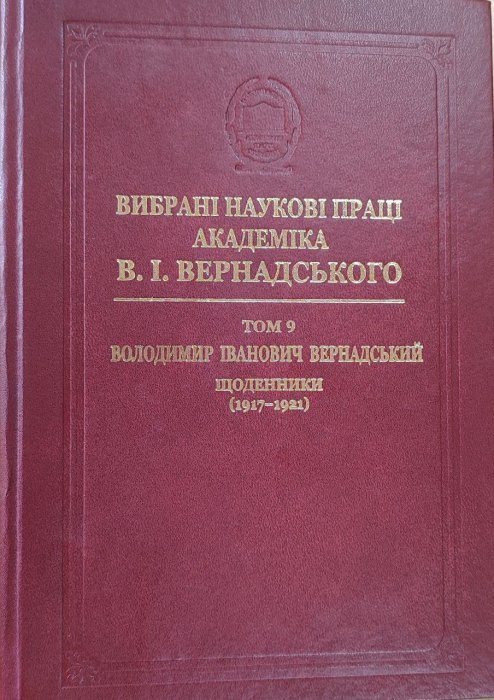 ВИБРАНІ НАУКОВІ ПРАЦІ
АКАДЕМІКА
В. І. ВЕРНАДСЬКОГО
ТОМ 9
ВОЛОДИМИР ІВАНОВИЧ ВЕРНАДСЬКИЙ
ЩОДЕННИКИ
(1917–1921)